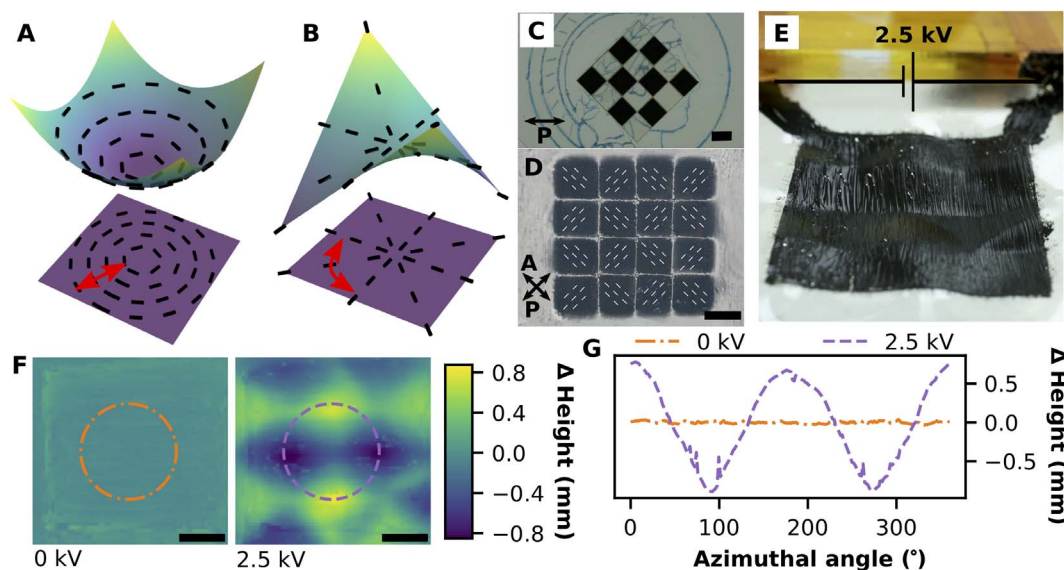 A
B
C
P
D
A
P
E
2.5 kV
F
0 kV
2.5 kV
0.8
0.4
0.0
−0.4
−0.8
Δ Height (mm)
G
0 kV
2.5 kV
0.5
0.0
−0.5
Δ Height (mm)
0
100
200
300
Azimuthal angle (°)